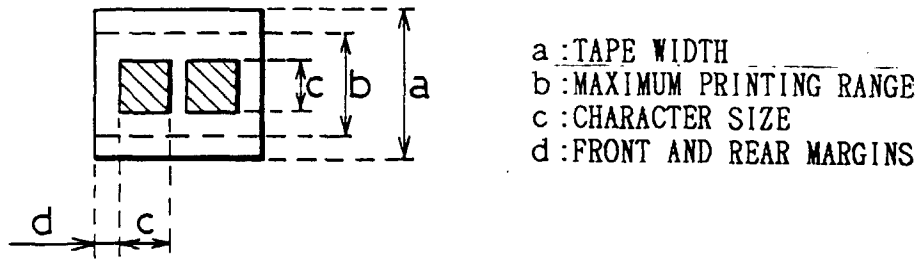 c b a
d c
a :TAPE WIDTH
b :MAXIMUM PRINTING RANGE
c :CHARACTER SIZE
d :FRONT AND REAR MARGINS